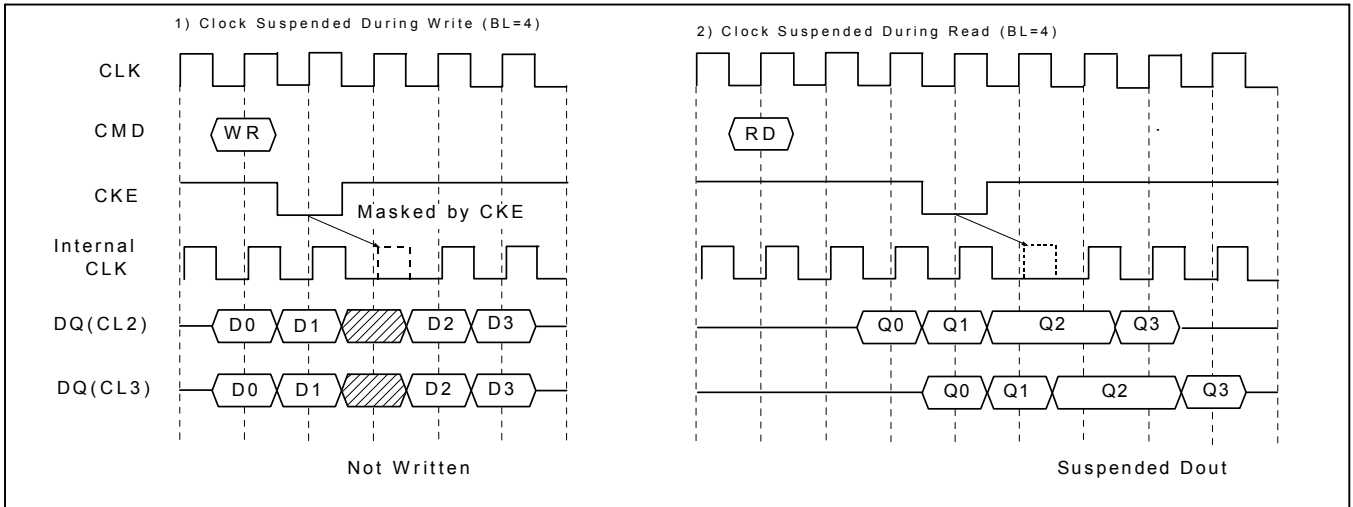 1) Clock Suspended During Write (BL=4)
2) Clock Suspended During Read (BL=4)
CLK
CMD
WR
RD
CKE
Masked by CKE
Internal
CLK
DQ(CL2)
D0 D1 D2 D3
Q0 Q1 Q2 Q3
DQ(CL3)
D0 D1 D2 D3
Q0 Q1 Q2 Q3
Not Written
Suspended Dout